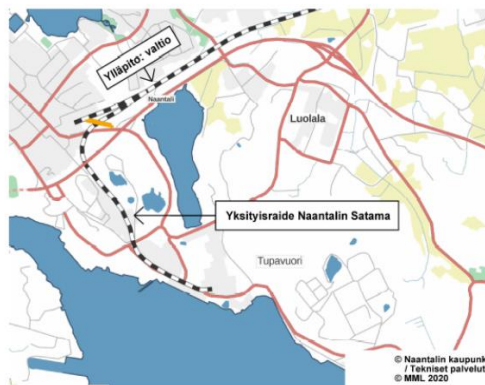 Ylläpito: valtio
Naantali
Luolala
Yksityisraide Naantalin Satama
Tupavuori
© Naantalin kaupunk
/ Tekniset palvelut
© MML 2020